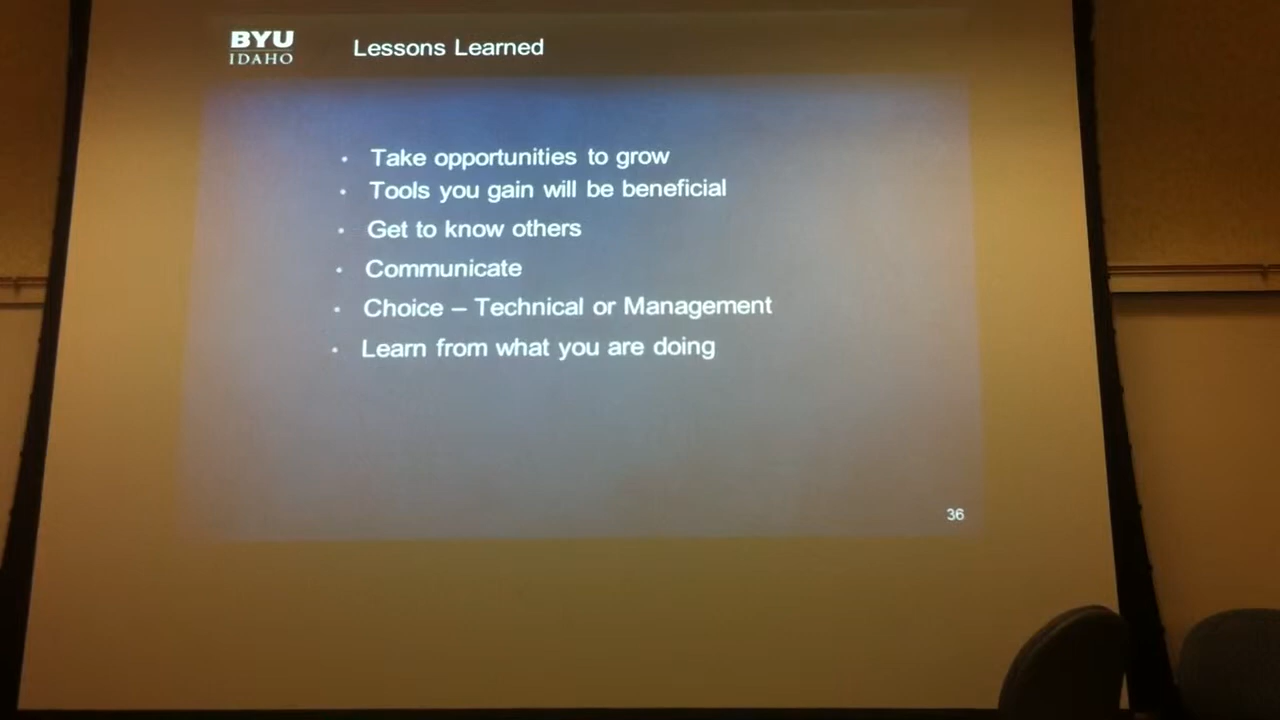 BYU
IDAHO
Lessons Learned
• Take opportunities to grow
• Tools you gain will be beneficial
• Get to know others
• Communicate
• Choice – Technical or Management
• Learn from what you are doing
36